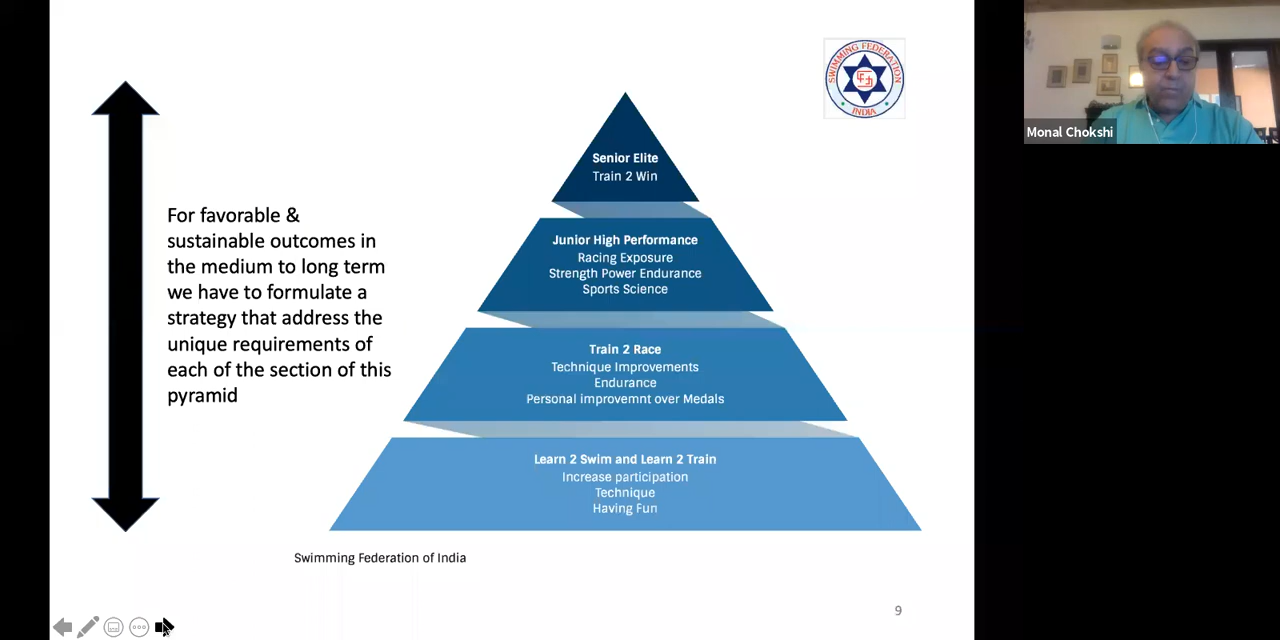 SWIMMING FEDERATION
INDIA
Monal Chokshi
For favorable &
sustainable outcomes in
the medium to long term
we have to formulate a
strategy that address the
unique requirements of
each of the section of this
pyramid
Senior Elite
Train 2 Win
Junior High Performance
Racing Exposure
Strength Power Endurance
Sports Science
Train 2 Race
Technique Improvements
Endurance
Personal improvemnt over Medals
Learn 2 Swim and Learn 2 Train
Increase participation
Technique
Having Fun
Swimming Federation of India
9